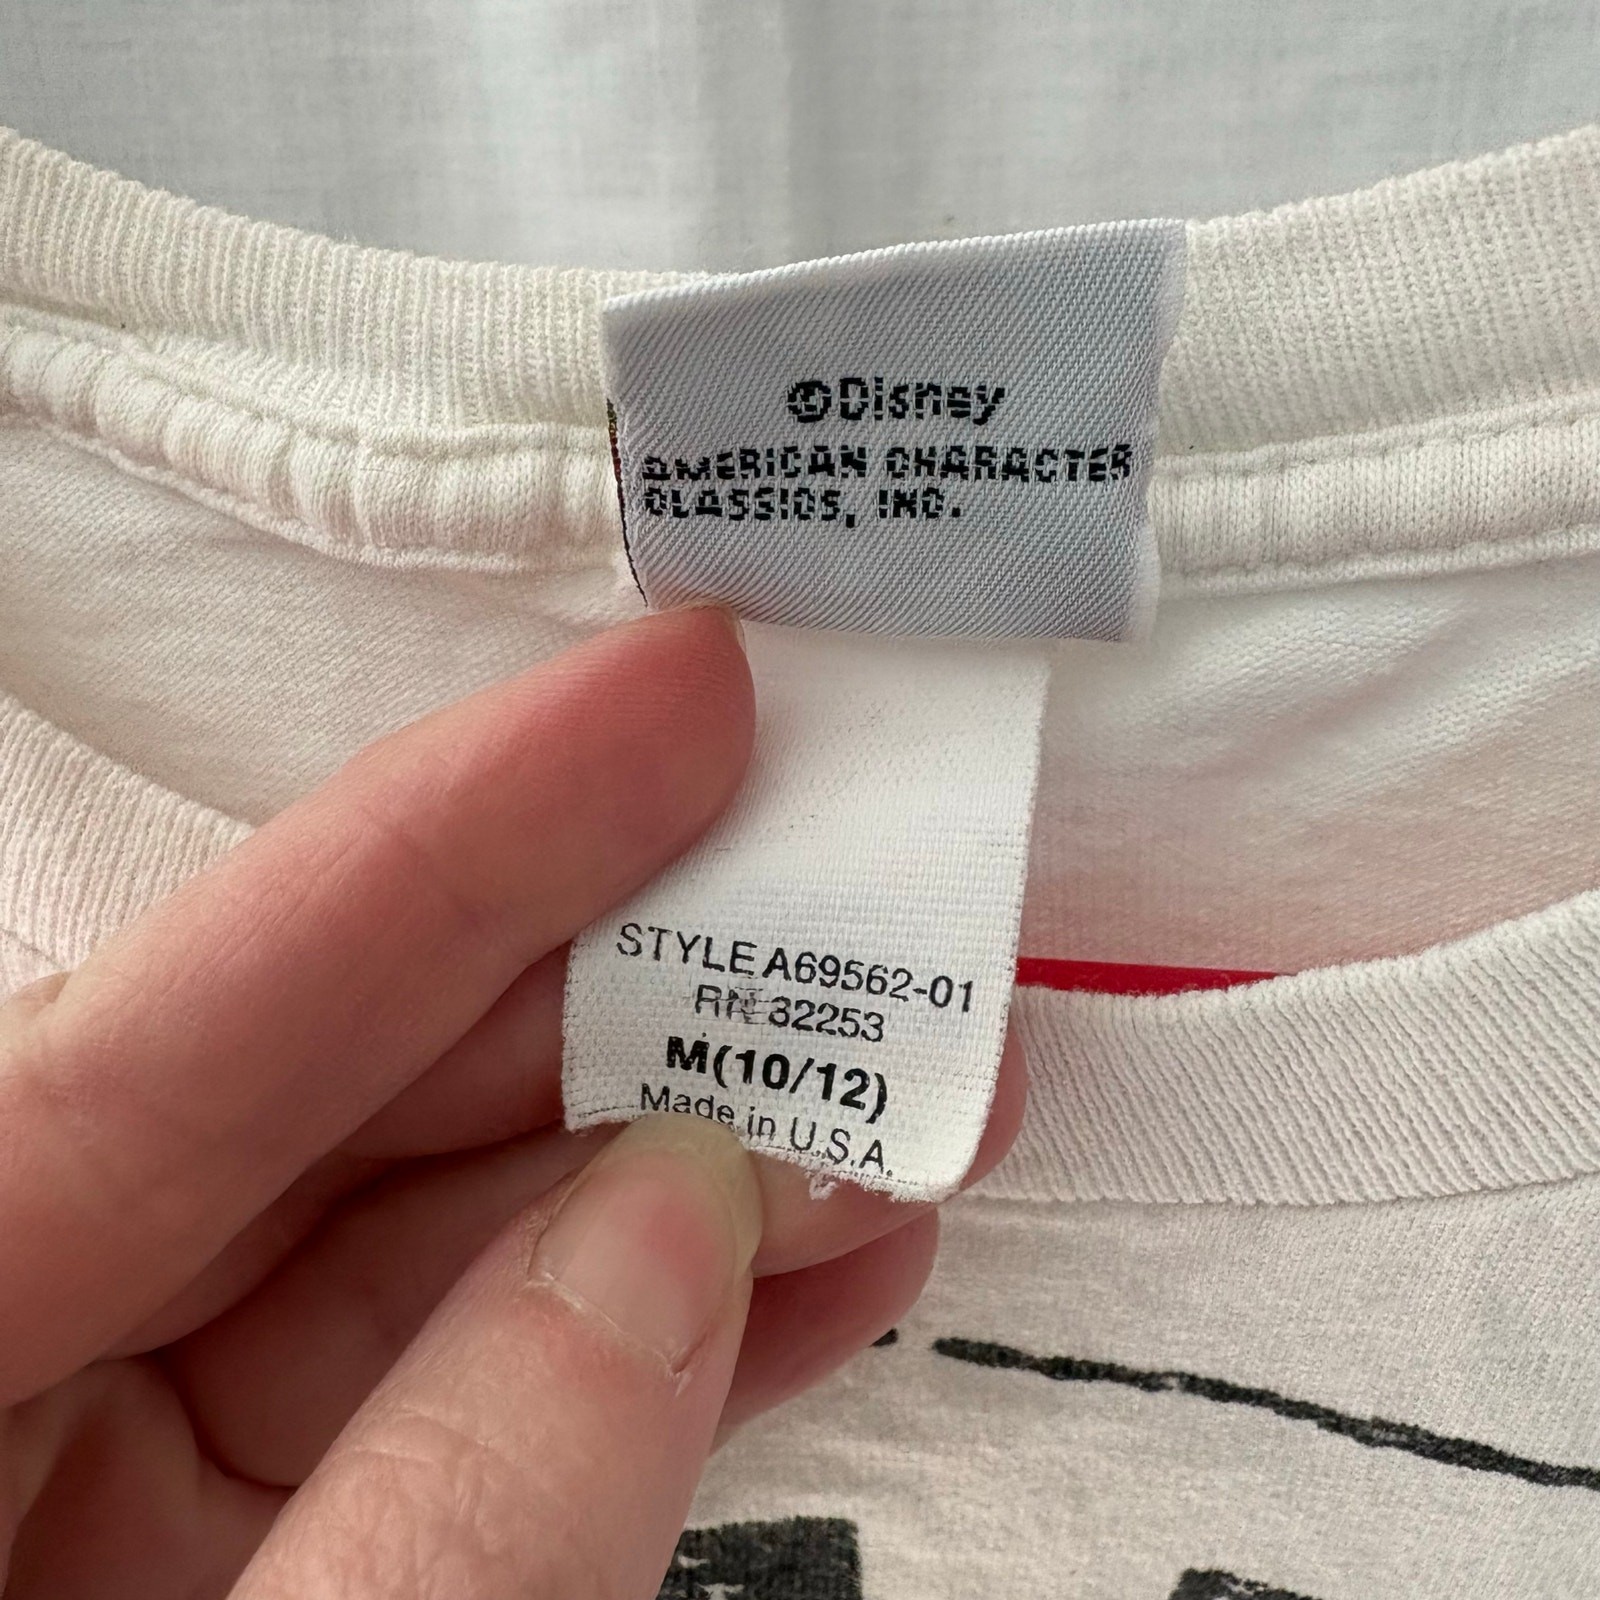 ©Disney
AMERICAN CHARACTER
CLASSICS, INC.
STYLE A69562-01
RN 32253
M(10/12)
Made in U.S.A.